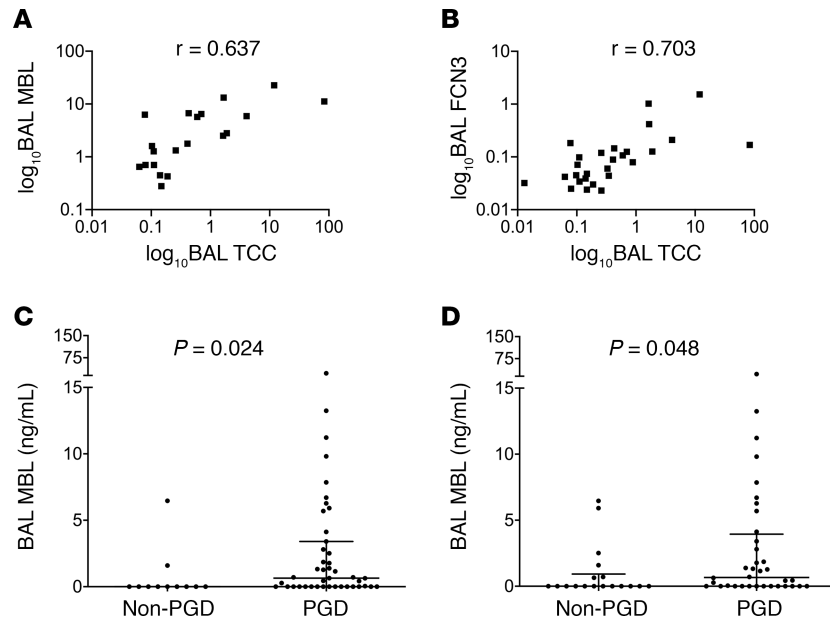 A
r = 0.637
100
10
1
0.1
log10BAL MBL
0.01
0.1
1
10
100
log10BAL TCC
B
r = 0.703
10
1
0.1
0.01
log10BAL FCN3
0.01
0.1
1
10
100
log10BAL TCC
C
P = 0.024
150
75
15
10
5
0
BAL MBL (ng/mL)
Non-PGD
PGD
D
P = 0.048
150
75
15
10
5
0
BAL MBL (ng/mL)
Non-PGD
PGD